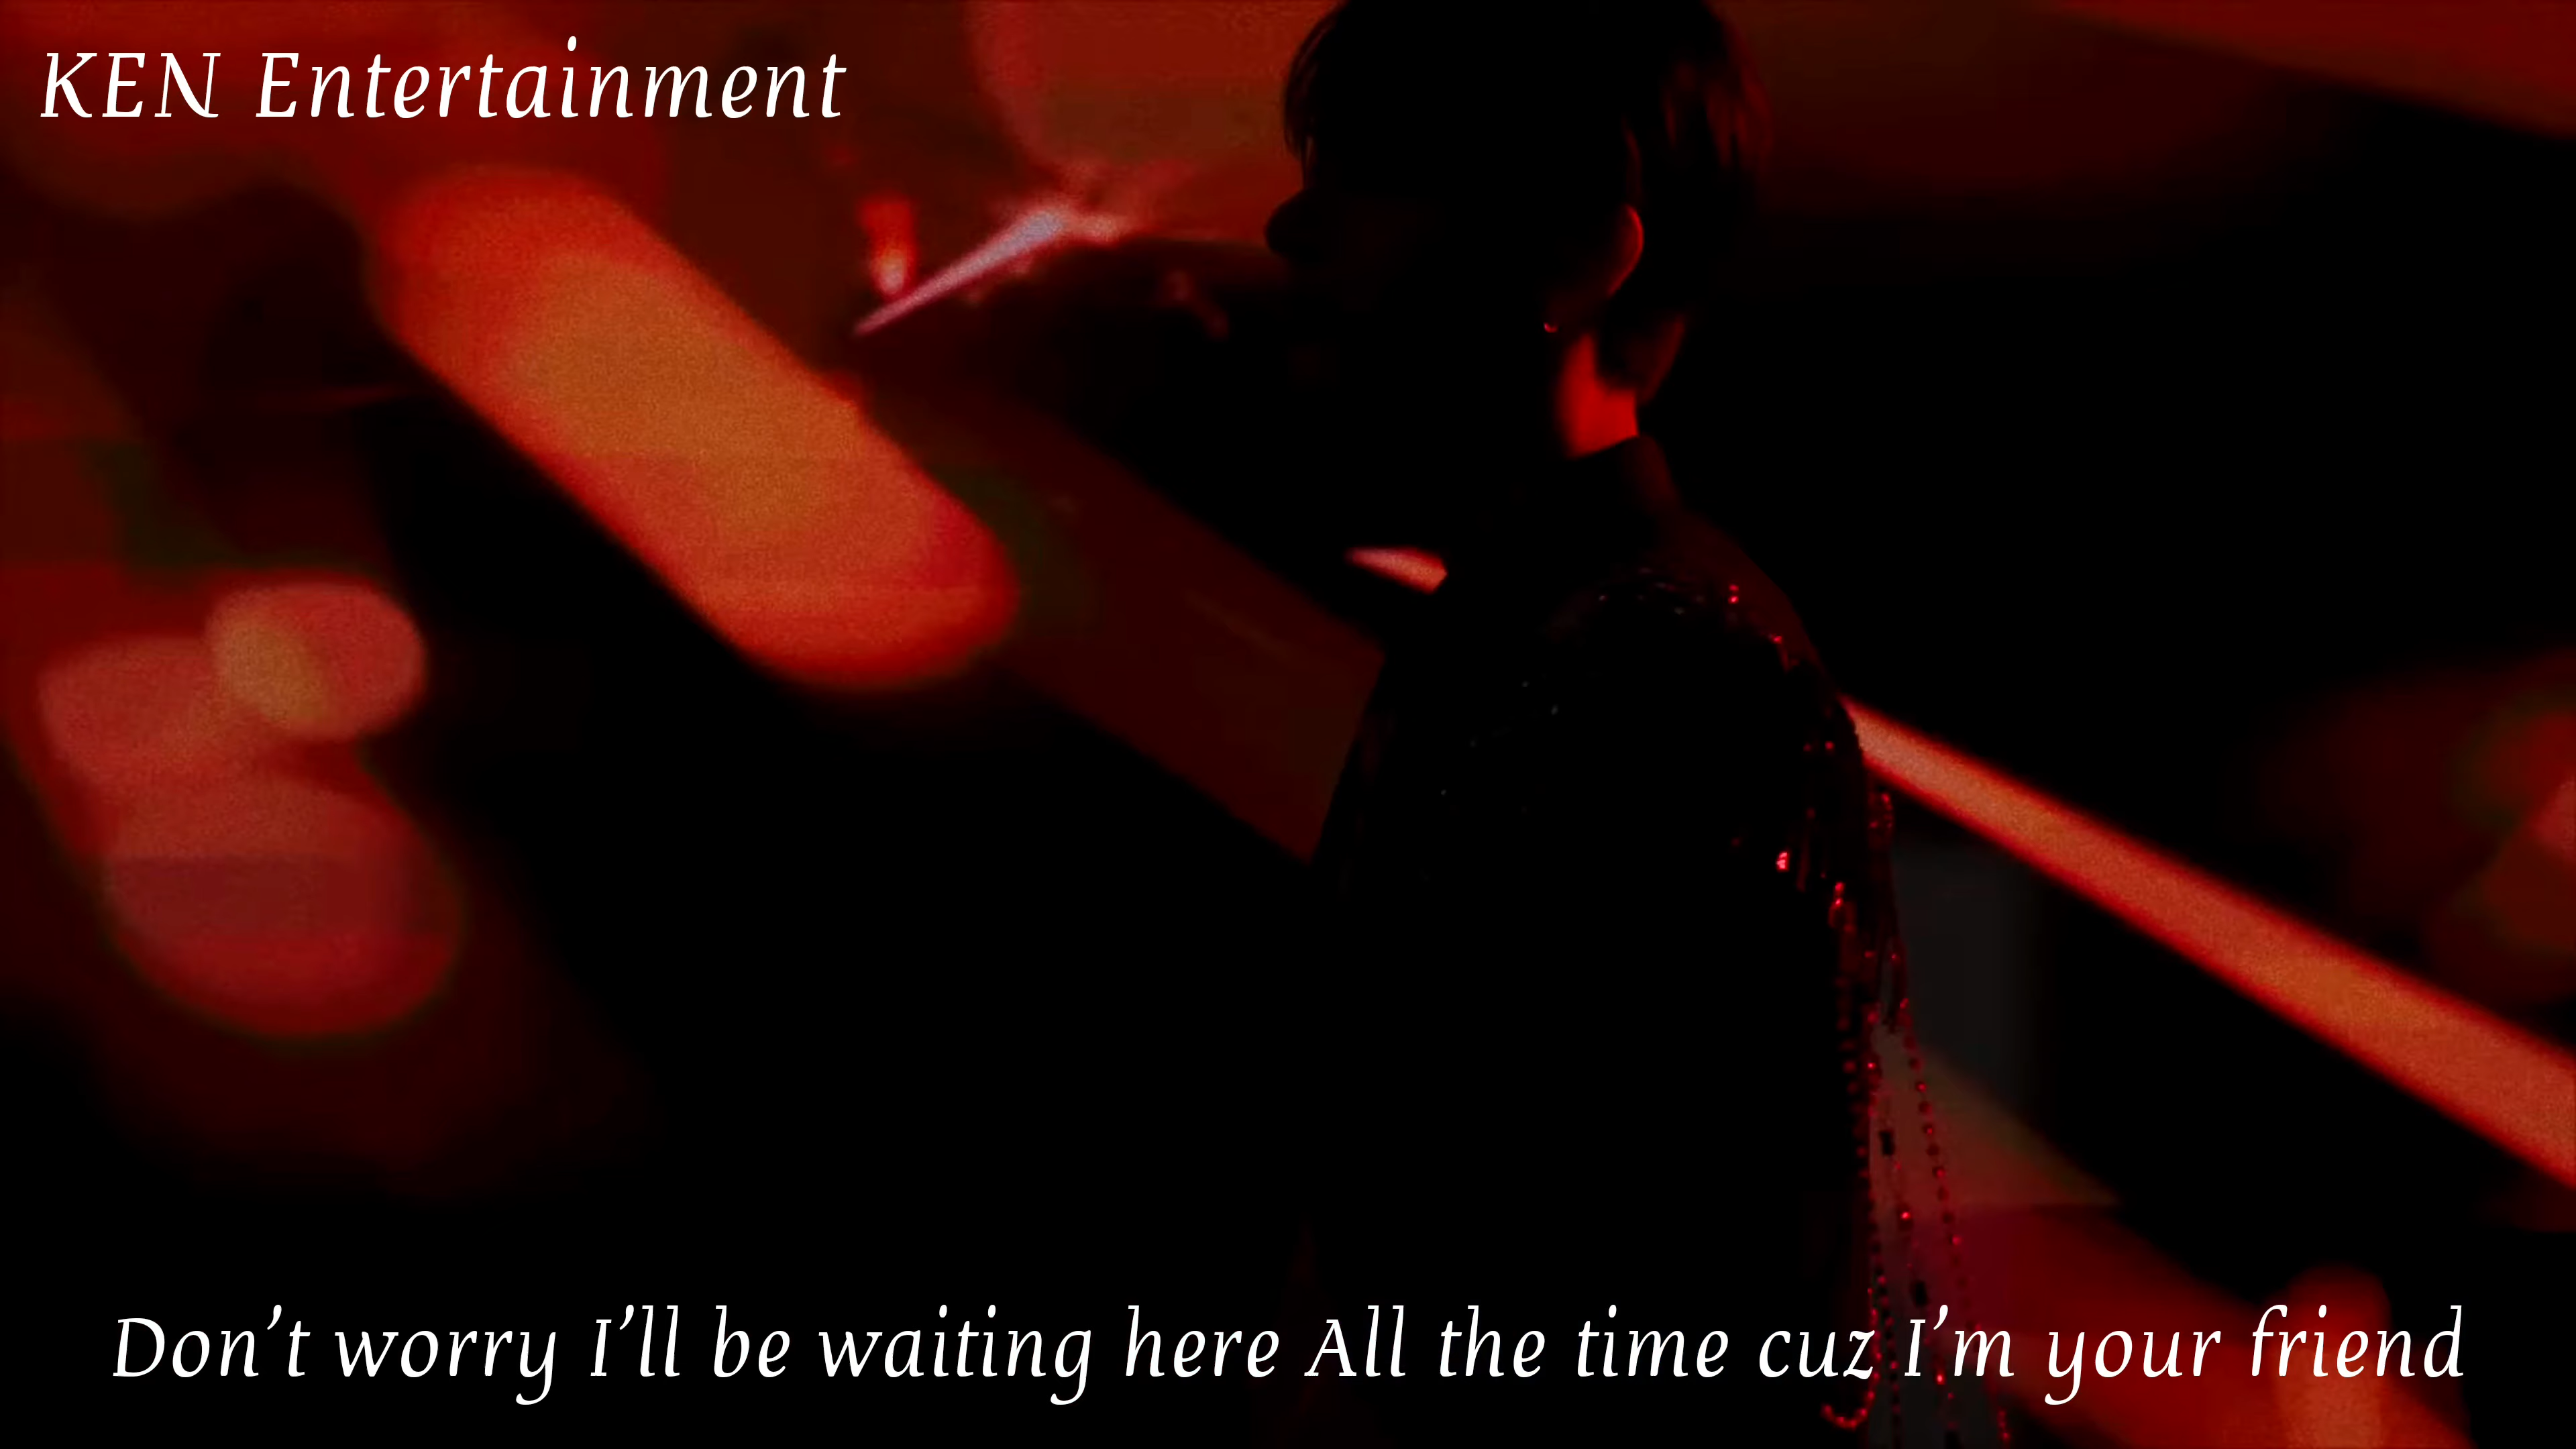 KEN Entertainment
Don’t worry I’ll be waiting here All the time cuz I’m your friend